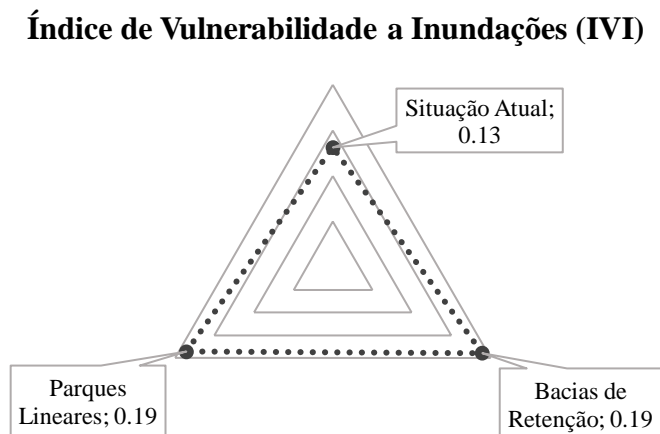 Índice de Vulnerabilidade a Inundações (IVI)
Situação Atual;
0.13
Parques
Lineares; 0.19
Bacias de
Retenção; 0.19